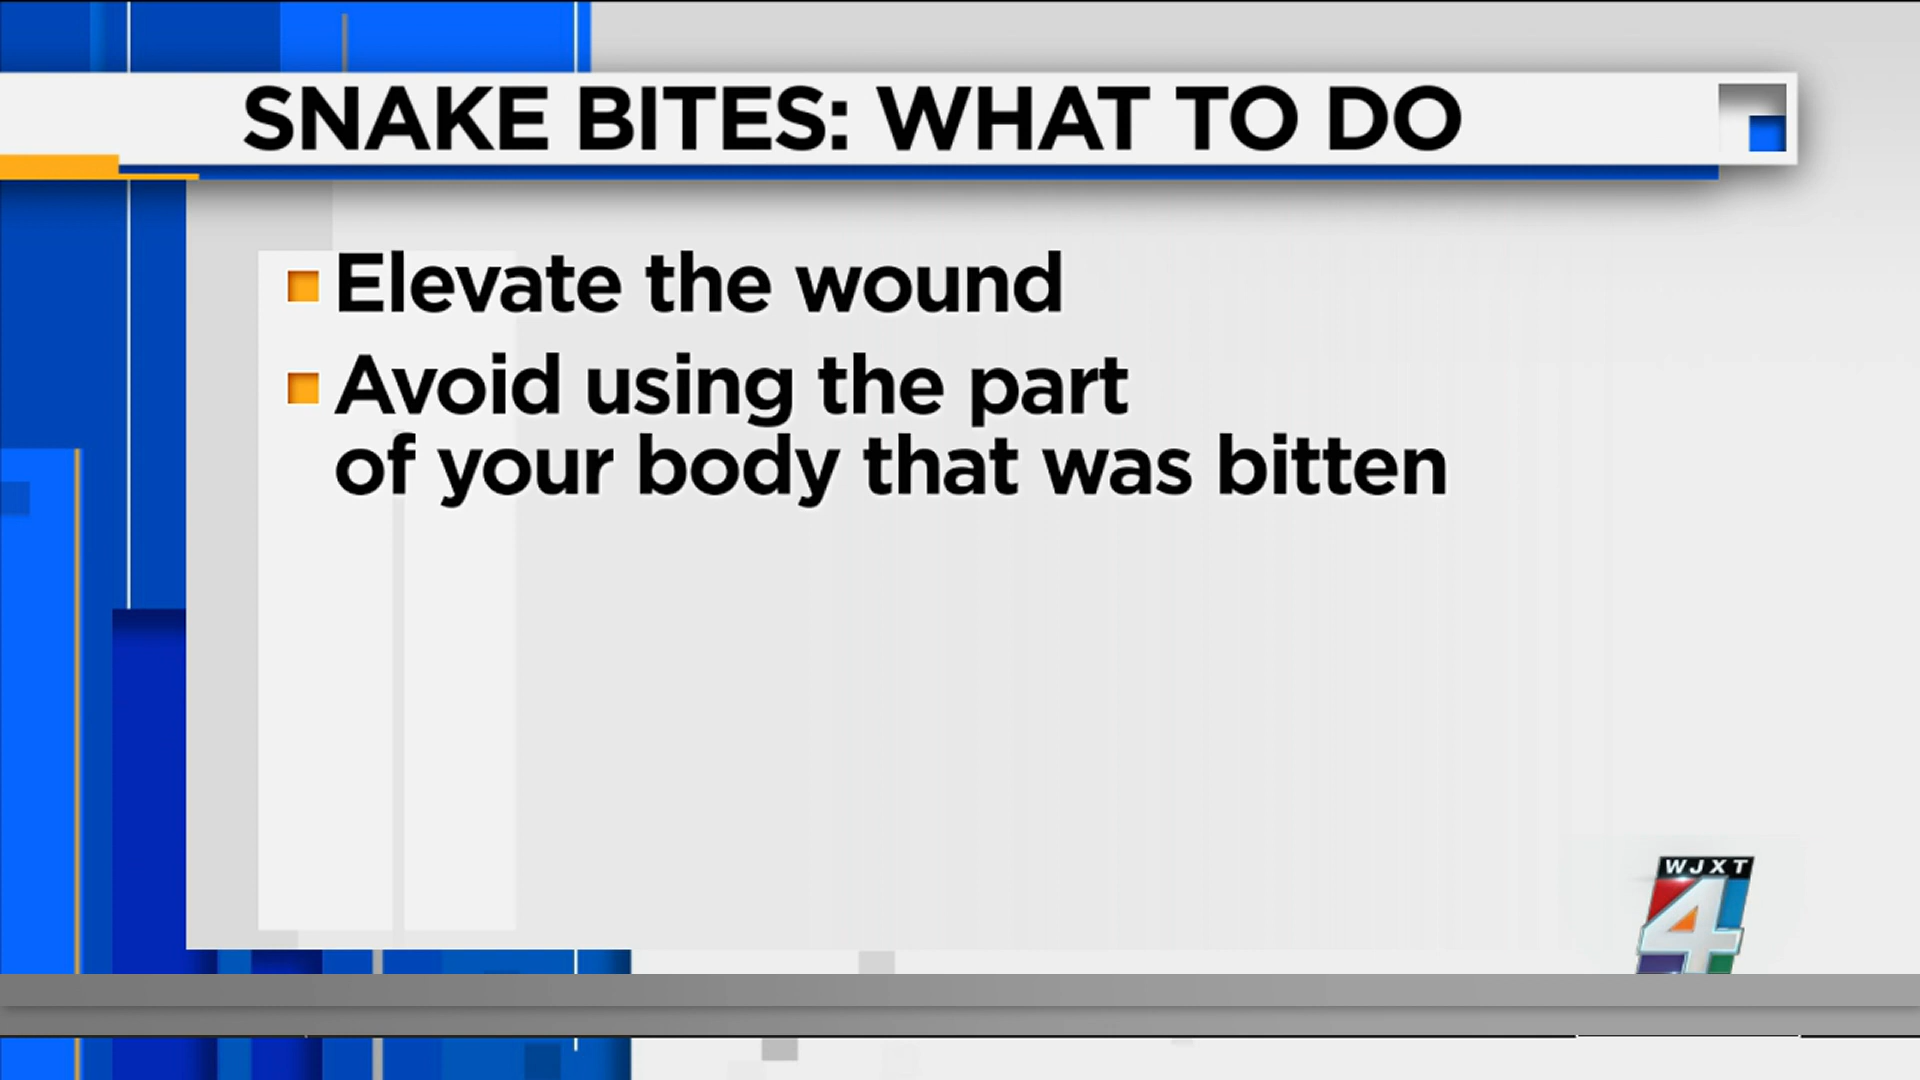 SNAKE BITES: WHAT TO DO
Elevate the wound
Avoid using the part
of your body that was bitten
WJXT
4